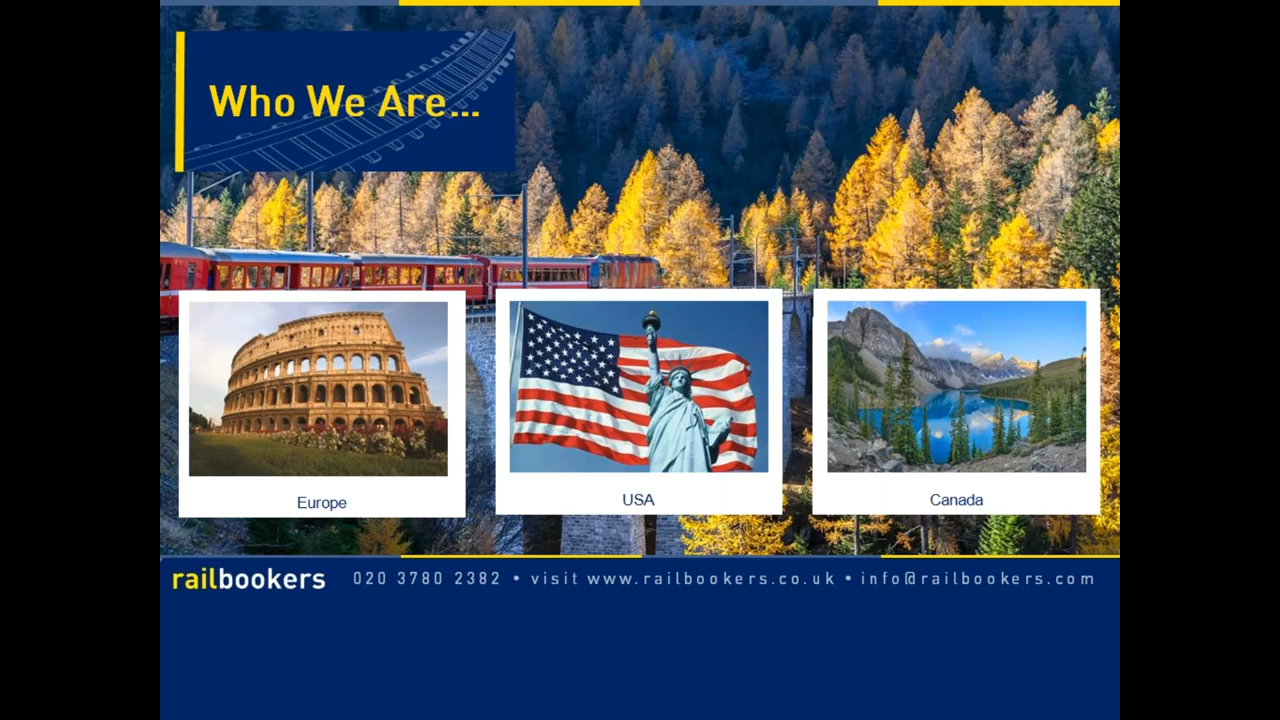 Who We Are...
Europe
USA
Canada
railbookers 020 3780 2382 • visit www.railbookers.co.uk • info@railbookers.com